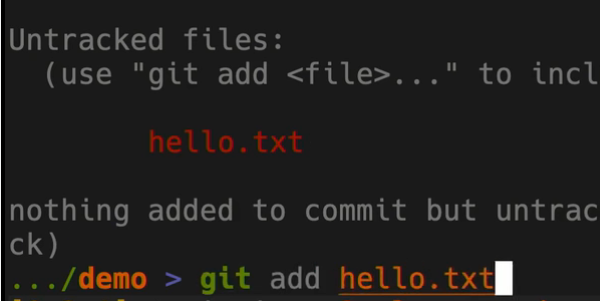 Untracked files:
(use "git add <file>..." to incl
hello.txt
nothing added to commit but untrac
ck)
.../demo > git add hello.txt